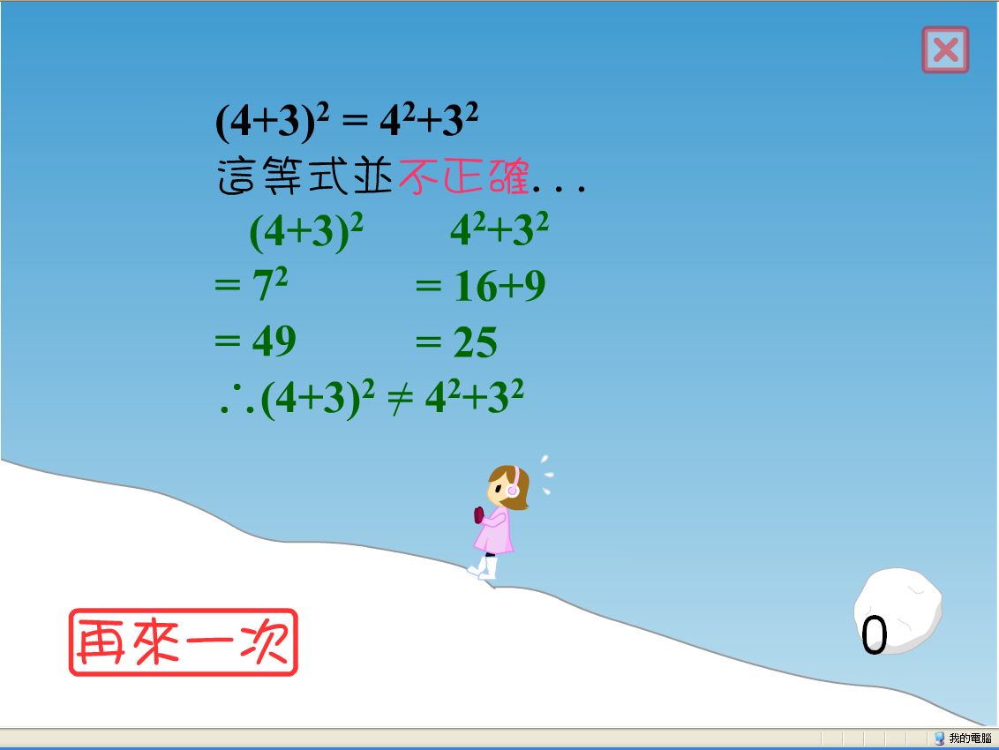 (4+3)² = 4²+3²
這等式並不正確...
(4+3)² 4²+3²
= 7² = 16+9
= 49 = 25
∴(4+3)² ≠ 4²+3²
再來一次
0
我的電腦